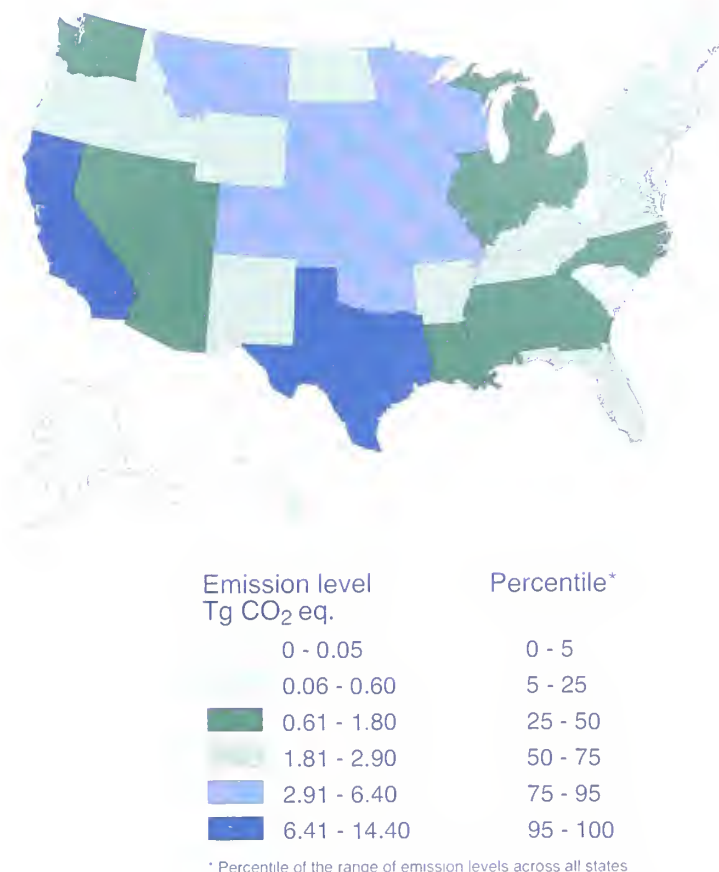 Emission level Percentile*
Tg CO₂ eq.
0 - 0.05 0 - 5
0.06 - 0.60 5 - 25
0.61 - 1.80 25 - 50
1.81 - 2.90 50 - 75
2.91 - 6.40 75 - 95
6.41 - 14.40 95 - 100
* Percentile of the range of emission levels across all states